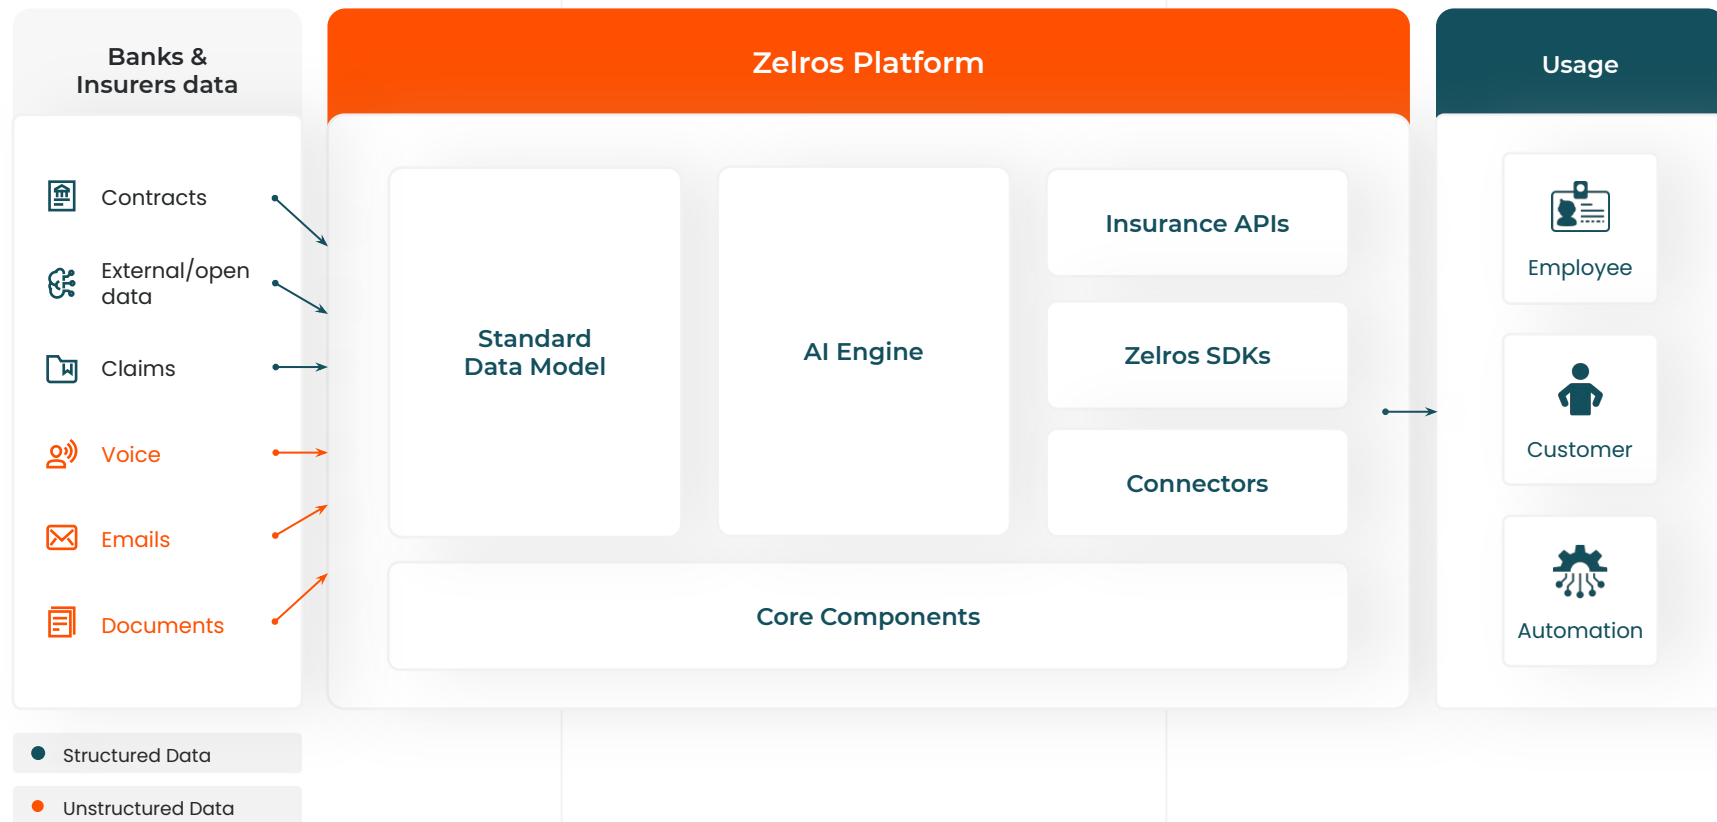 Banks &
Insurers data
Contracts
External/open
data
Claims
Voice
Emails
Documents
Structured Data
Unstructured Data
Zelros Platform
Standard
Data Model
AI Engine
Insurance APIs
Zelros SDKs
Connectors
Core Components
Usage
Employee
Customer
Automation